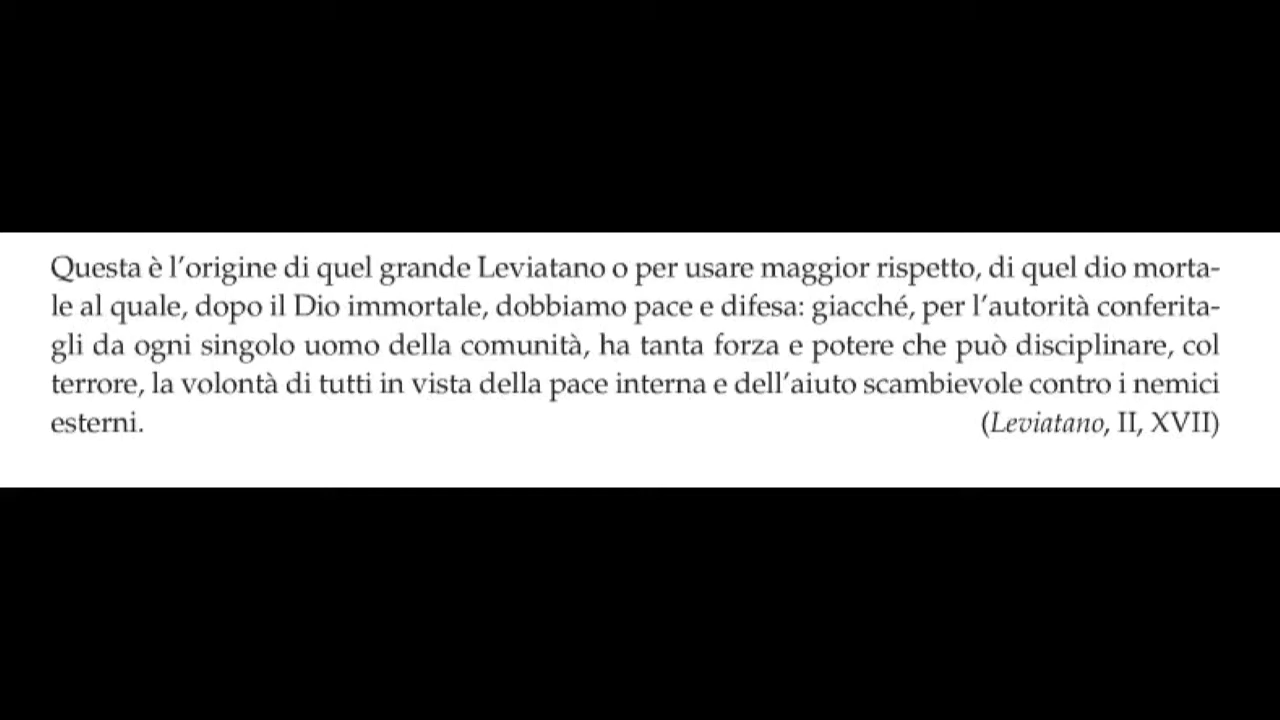 Questa è l'origine di quel grande Leviatano o per usare maggior rispetto, di quel dio morta-
le al quale, dopo il Dio immortale, dobbiamo pace e difesa: giacché, per l'autorità conferita-
gli da ogni singolo uomo della comunità, ha tanta forza e potere che può disciplinare, col
terrore, la volontà di tutti in vista della pace interna e dell'aiuto scambievole contro i nemici
esterni. (Leviatano, II, XVII)